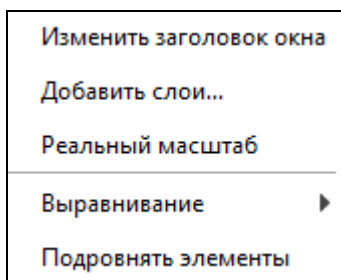 Изменить заголовок окна
Добавить слои...
Реальный масштаб
Выравнивание
Подровнять элементы